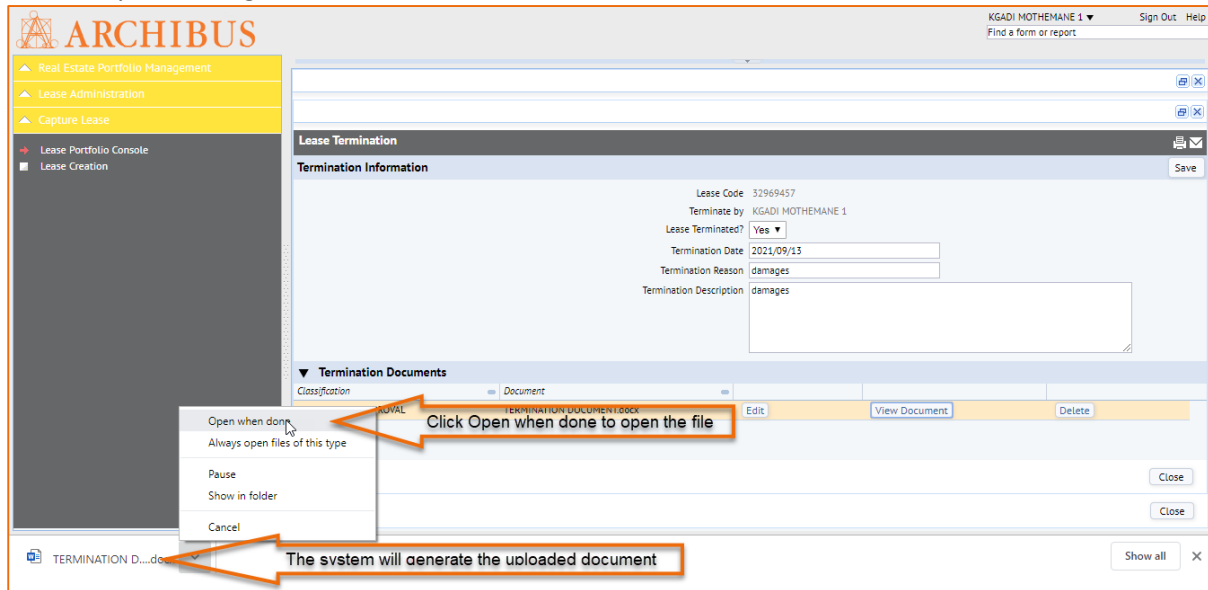 KGADI MOTHEMANE 1 ▼ Sign Out Help
ARCHIBUS
Find a form or report
Real Estate Portfolio Management
Lease Administration
Capture Lease
Lease Portfolio Console
Lease Creation
Lease Termination
Termination Information Save
Lease Code 32969457
Terminate by KGADI MOTHEMANE 1
Lease Terminated? Yes ▼
Termination Date 2021/09/13
Termination Reason damages
Termination Description damages
▼ Termination Documents
Classification Document
ROVAL TERMINATION DOCUMENT.docx Edit View Document Delete
Open when done
Click Open when done to open the file
Always open files of this type
Pause
Show in folder
Cancel
Close
Close
TERMINATION D....doc
The system will generate the uploaded document
Show all